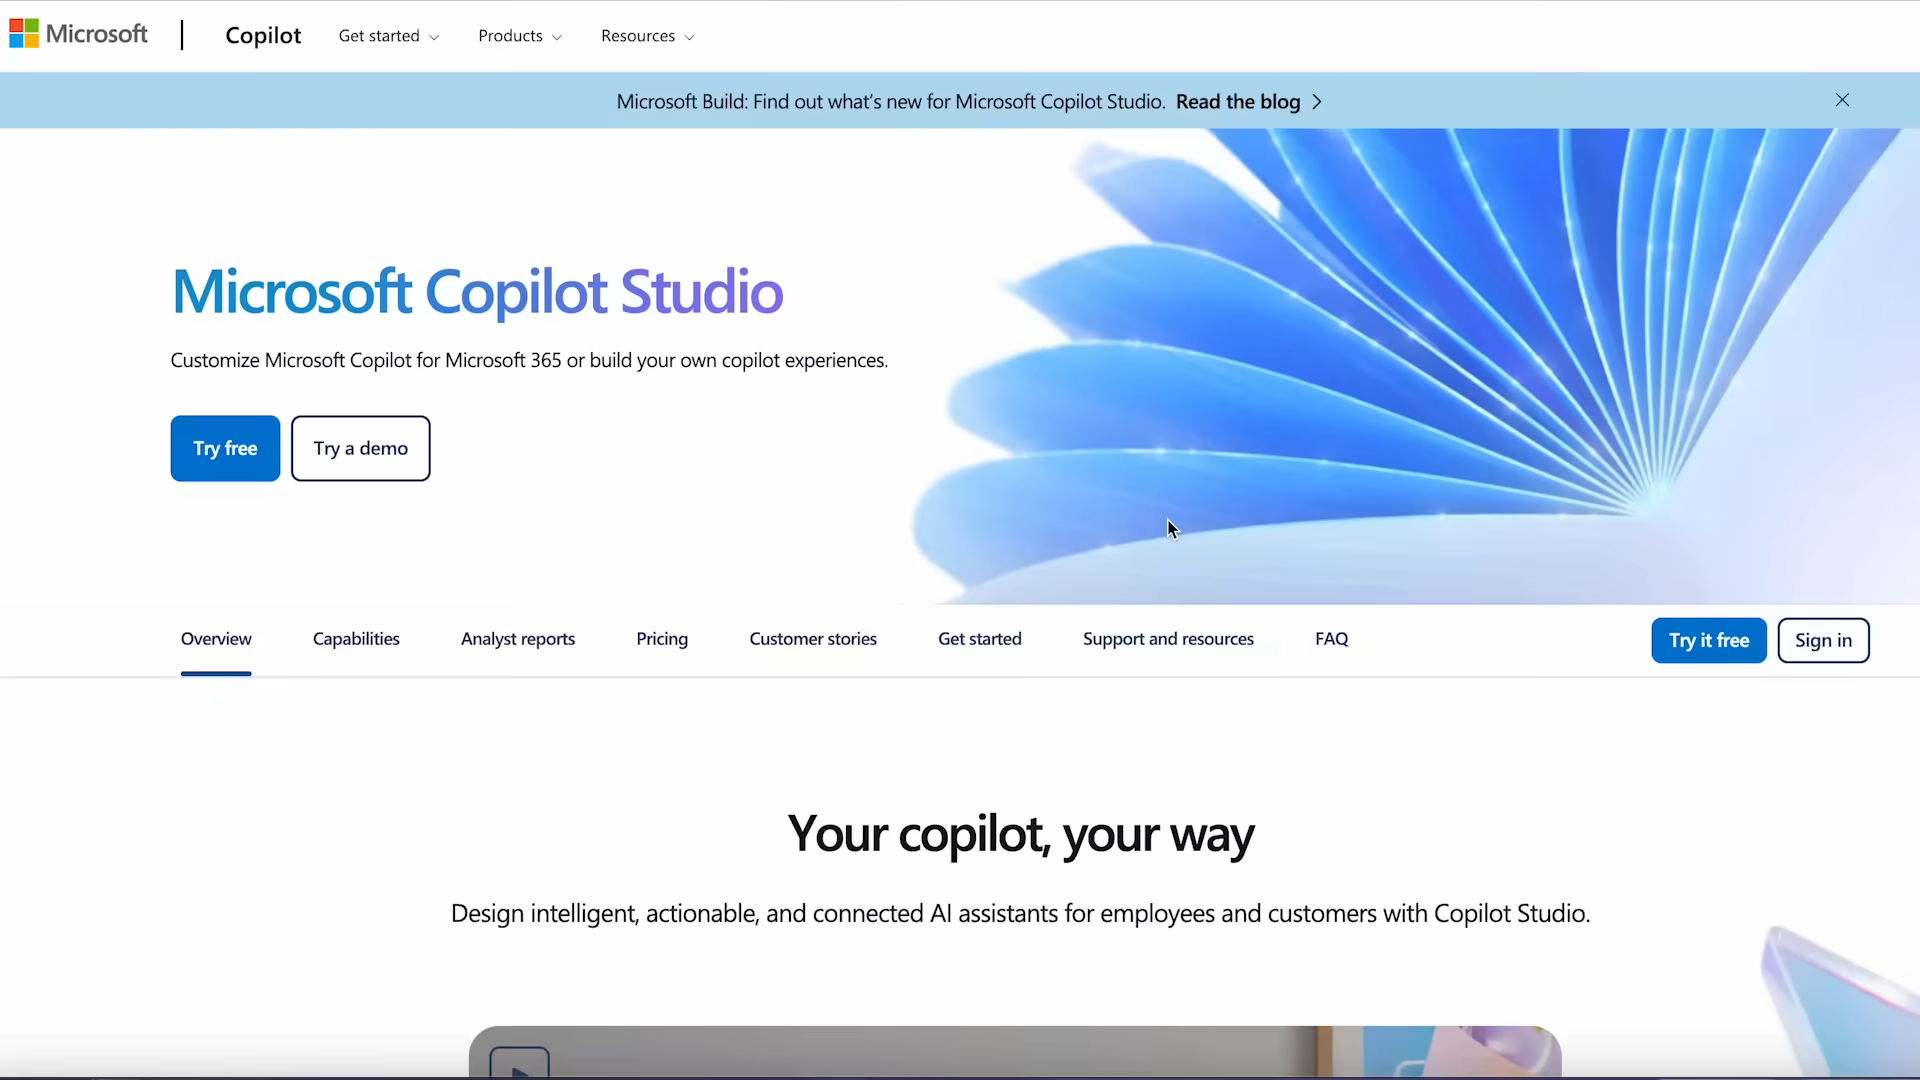 Microsoft
Copilot
Get started
Products
Resources
Microsoft Build: Find out what's new for Microsoft Copilot Studio. Read the blog
Microsoft Copilot Studio
Customize Microsoft Copilot for Microsoft 365 or build your own copilot experiences.
Try free
Try a demo
Overview
Capabilities
Analyst reports
Pricing
Customer stories
Get started
Support and resources
FAQ
Try it free
Sign in
Your copilot, your way
Design intelligent, actionable, and connected AI assistants for employees and customers with Copilot Studio.